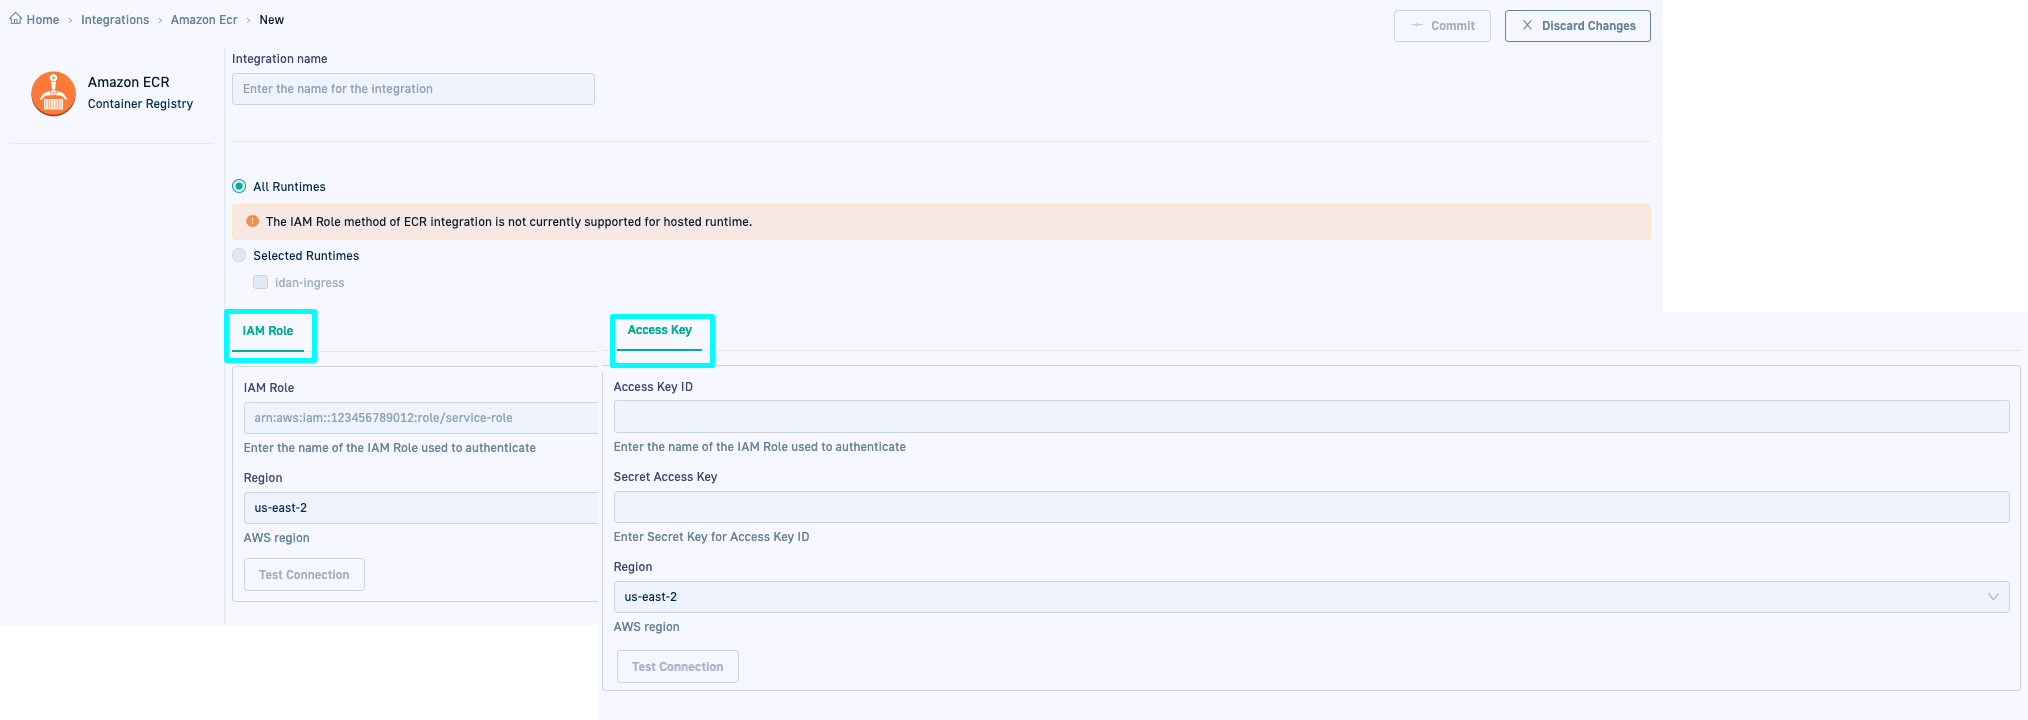 Home > Integrations > Amazon Ecr > New
Commit
Discard Changes
Amazon ECR
Container Registry
Integration name
Enter the name for the integration
All Runtimes
The IAM Role method of ECR integration is not currently supported for hosted runtime.
Selected Runtimes
idan-ingress
IAM Role
IAM Role
arn:aws:iam::123456789012:role/service-role
Enter the name of the IAM Role used to authenticate
Region
us-east-2
AWS region
Test Connection
Access Key
Access Key ID
Enter the name of the IAM Role used to authenticate
Secret Access Key
Enter Secret Key for Access Key ID
Region
us-east-2
AWS region
Test Connection